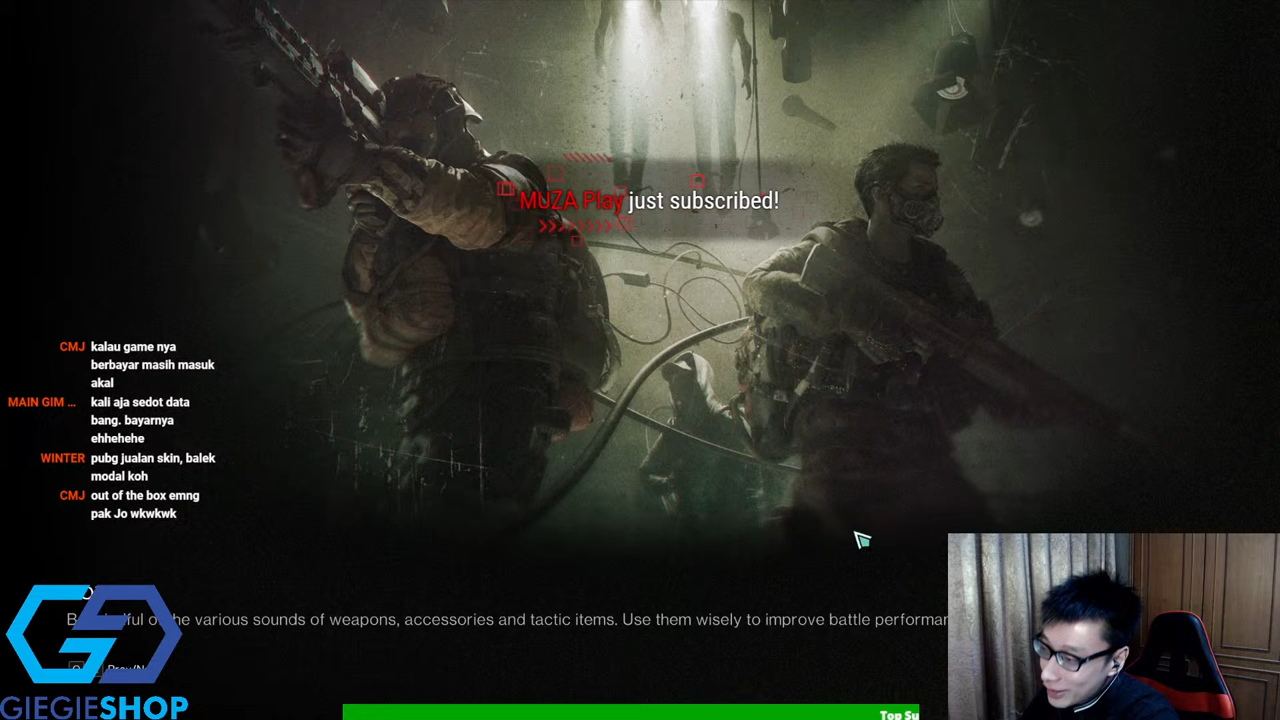 MUZA Play just subscribed!
CMJ kalau game nya
berbayar masih masuk
akal
MAIN GIM ... kali aja sedot data
bang. bayarnya
ehhehehe
WINTER pubg jualan skin, balek
modal koh
CMJ out of the box emng
pak Jo wkwkwk
the various sounds of weapons, accessories and tactic items. Use them wisely to improve battle performan
GIEGIESHOP
Top Su